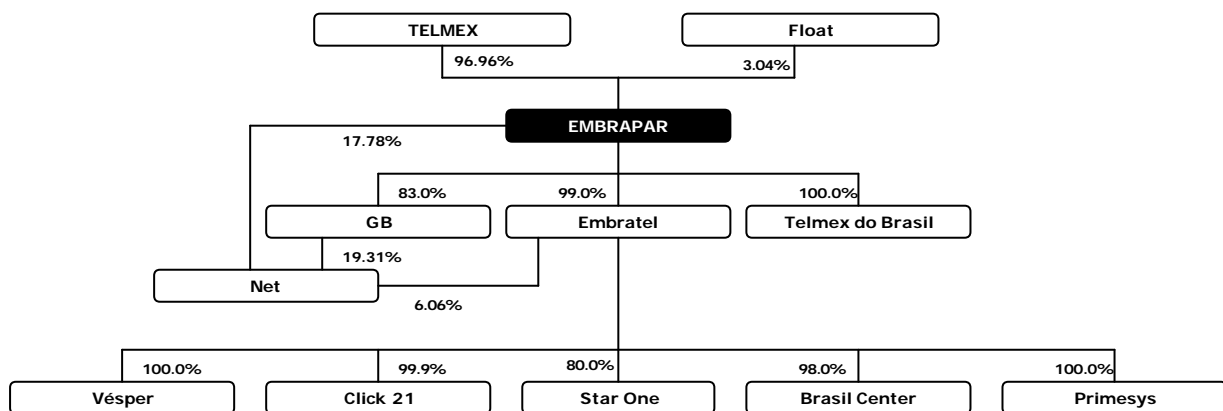 TELMEX
Float
96.96%
3.04%
EMBRAPAR
17.78%
83.0%
99.0%
100.0%
GB
Embratel
Telmex do Brasil
19.31%
Net
6.06%
100.0%
99.9%
80.0%
98.0%
100.0%
Vésper
Click 21
Star One
Brasil Center
Primesys